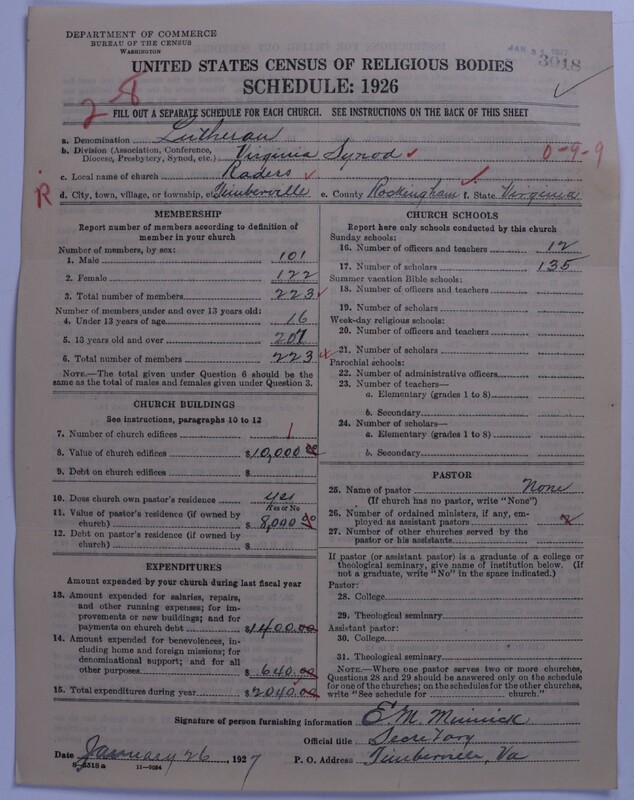 DEPARTMENT OF COMMERCE
BUREAU OF THE CENSUS
WASHINGTON
JAN 31 1927
3018
UNITED STATES CENSUS OF RELIGIOUS BODIES
SCHEDULE: 1926
28
FILL OUT A SEPARATE SCHEDULE FOR EACH CHURCH. SEE INSTRUCTIONS ON THE BACK OF THIS SHEET
a. Denomination Lutheran
b. Division (Association, Conference,
Diocese, Presbytery, Synod, etc.) Virginia Synod 0-9-9
c. Local name of church Raders
R
d. City, town, village, or township, etc. Timberville e. County Rockingham f. State Virginia
MEMBERSHIP
Report number of members according to definition of
member in your church
Number of members, by sex:
1. Male 101
2. Female 122
3. Total number of members 223
Number of members under and over 13 years old:
4. Under 13 years of age 16
5. 13 years old and over 207
6. Total number of members 223
NOTE.—The total given under Question 6 should be
same as the total of males and females given under Question 3.
CHURCH BUILDINGS
See instructions, paragraphs 10 to 12
7. Number of church edifices 1
8. Value of church edifices $10,000 00
9. Debt on church edifices $
10. Does church own pastor's residence yes
Yes or No
11. Value of pastor's residence (if owned by
church) $ 8,000 00
12. Debt on pastor's residence (if owned by
church) $
EXPENDITURES
Amount expended by your church during last fiscal year
13. Amount expended for salaries, repairs,
and other running expenses; for im-
provements or new buildings; and for
payments on church debt $1400.00
14. Amount expended for benevolences, in-
cluding home and foreign missions; for
denominational support; and for all
other purposes $ 640.00
15. Total expenditures during year $2040.00
CHURCH SCHOOLS
Report here only schools conducted by this church
Sunday schools:
16. Number of officers and teachers 12
17. Number of scholars 135
Summer vacation Bible schools:
18. Number of officers and teachers
19. Number of scholars
Week-day religious schools:
20. Number of officers and teachers
21. Number of scholars
Parochial schools:
22. Number of administrative officers
23. Number of teachers—
a. Elementary (grades 1 to 8)
b. Secondary
24. Number of scholars—
a. Elementary (grades 1 to 8)
b. Secondary
PASTOR
25. Name of pastor None
(If church has no pastor, write "None")
26. Number of ordained ministers, if any, em-
ployed as assistant pastors
27. Number of other churches served by the
pastor or his assistants
If pastor (or assistant pastor) is a graduate of a college or
theological seminary, give name of institution below. (If
not a graduate, write "No" in the space indicated.)
Pastor:
28. College
29. Theological seminary
Assistant pastor:
30. College
31. Theological seminary
NOTE.—Where one pastor serves two or more churches,
Questions 28 and 29 should be answered only on the schedule
for one of the churches; on the schedules for the other churches,
write "See schedule for church."
Signature of person furnishing information E. M. Minnick
Official title Secretary
Date January 26, 1927 P. O. Address Timberville, Va
8-5318 a 11-9034